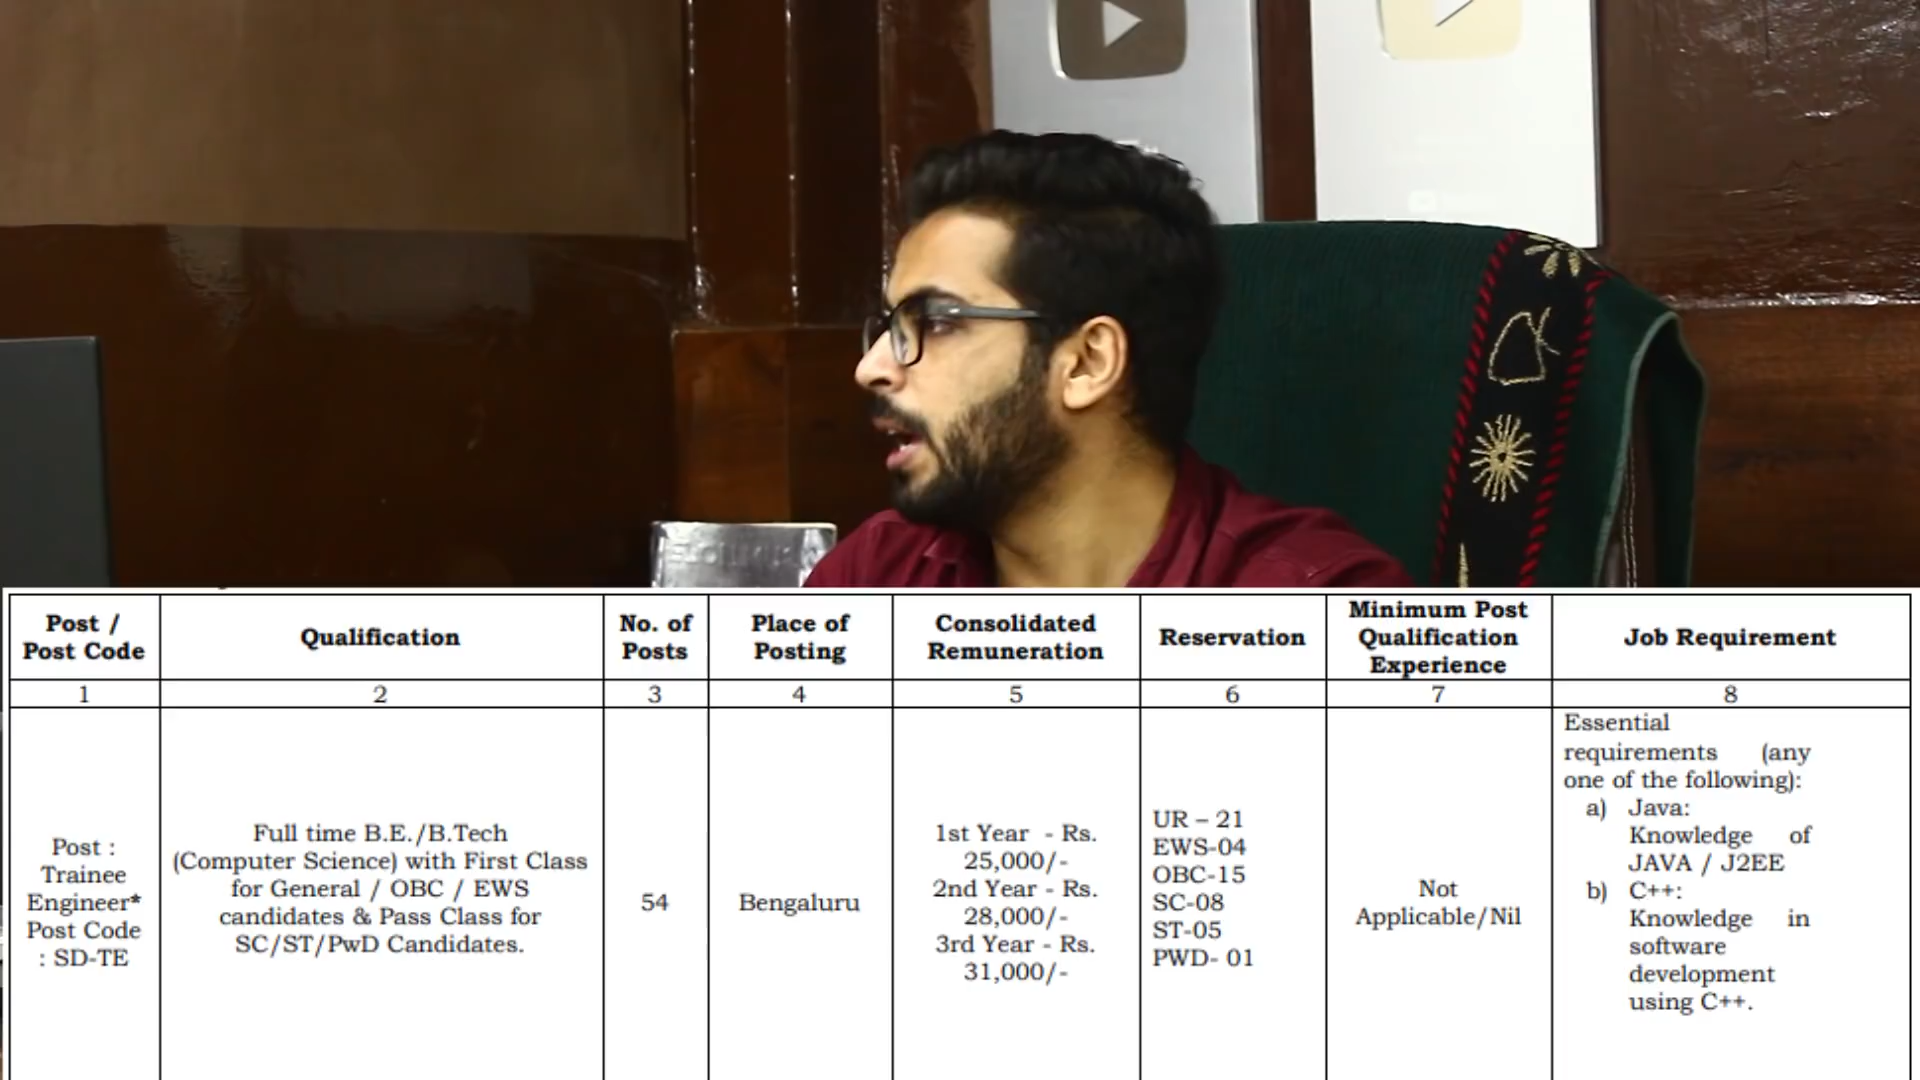 Post /
Post Code
Qualification
No. of
Posts
Place of
Posting
Consolidated
Remuneration
Reservation
Minimum Post
Qualification
Experience
Job Requirement
1
2
3
4
5
6
7
8
Post :
Trainee
Engineer*
Post Code
: SD-TE
Full time B.E./B.Tech
(Computer Science) with First Class
for General / OBC / EWS
candidates & Pass Class for
SC/ST/PwD Candidates.
54
Bengaluru
1st Year - Rs.
25,000/-
2nd Year - Rs.
28,000/-
3rd Year - Rs.
31,000/-
UR – 21
EWS-04
OBC-15
SC-08
ST-05
PWD- 01
Not
Applicable/Nil
Essential
requirements (any
one of the following):
a) Java:
Knowledge of
JAVA / J2EE
b) C++:
Knowledge in
software
development
using C++.